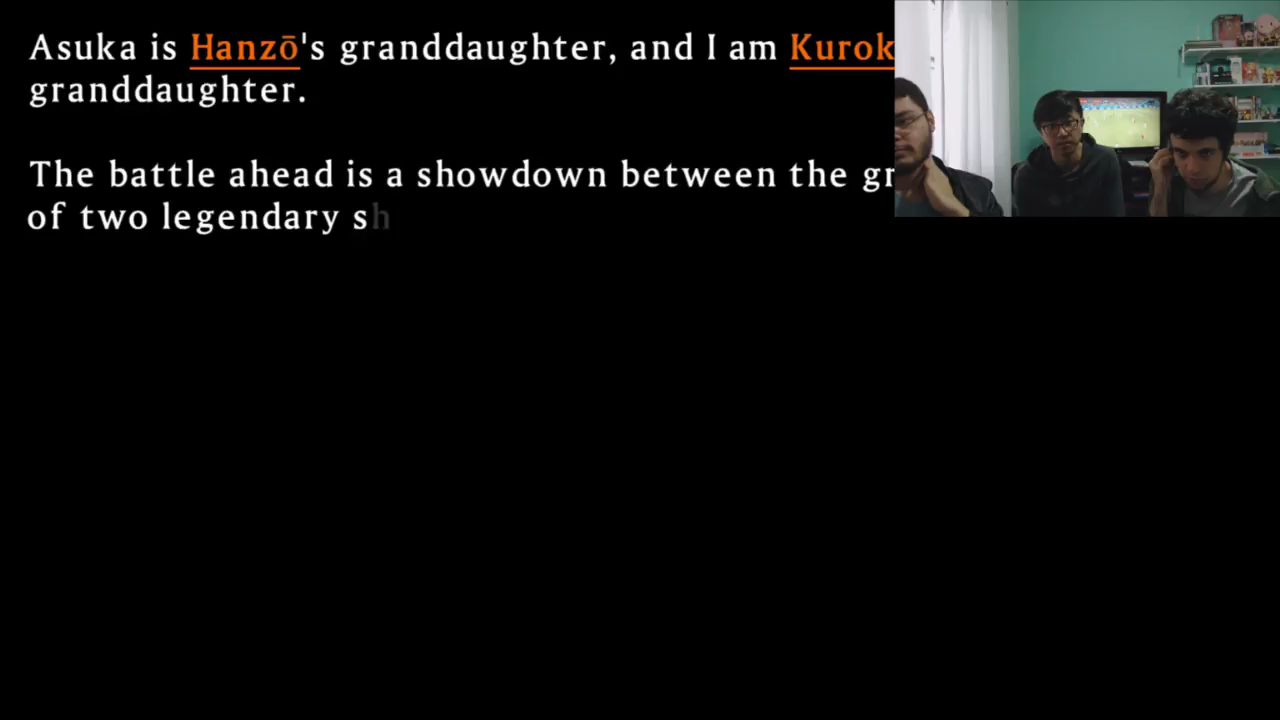 Asuka is Hanzō's granddaughter, and I am
granddaughter.
The battle ahead is a showdown between the
of two legendary